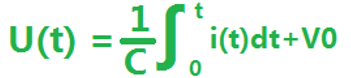 U(t) = 1/C ∫₀ᵗ i(t)dt+V0